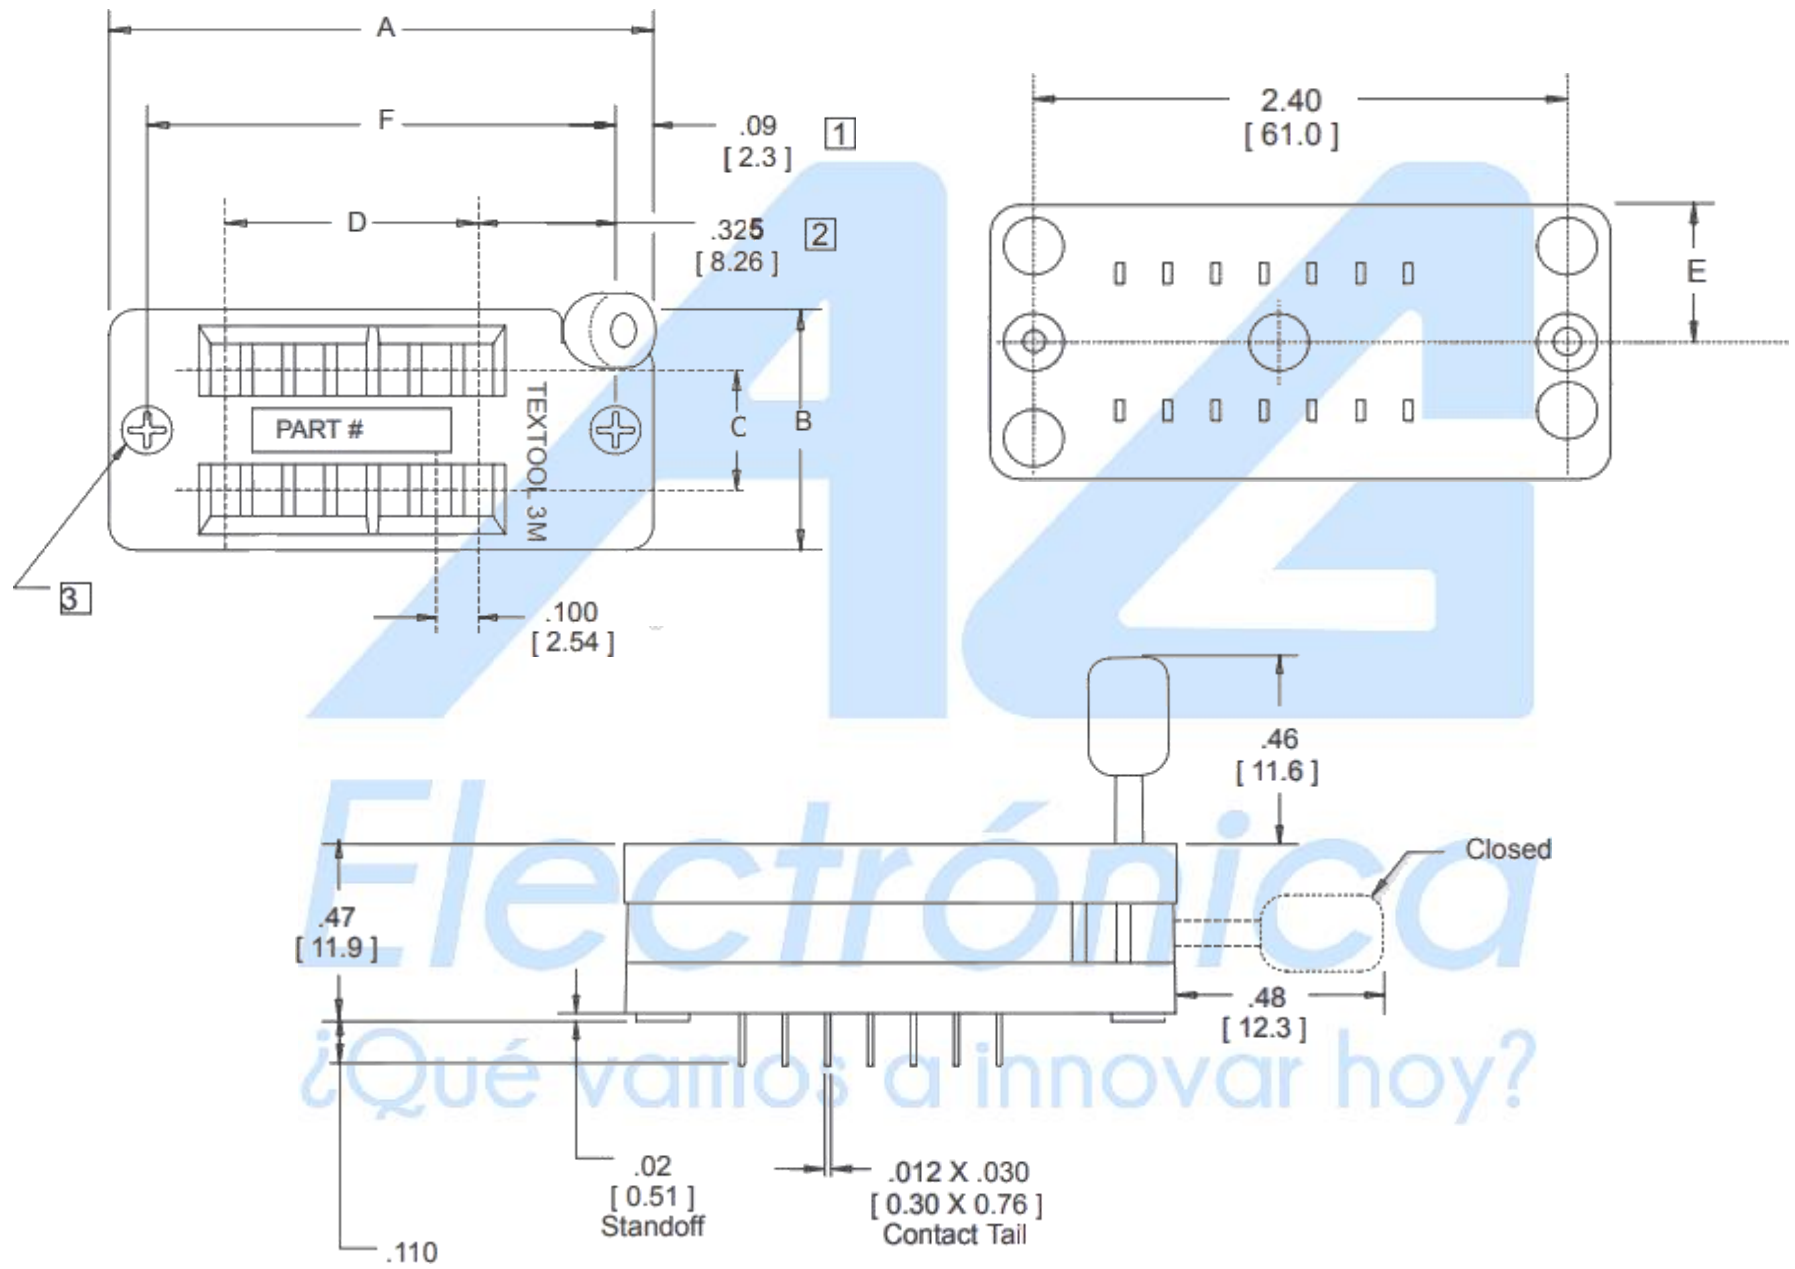 A
F
.09
[ 2.3 ]
1
2.40
[ 61.0 ]
D
.325
[ 8.26 ]
2
E
PART #
TEXTOOL 3M
C
B
3
.100
[ 2.54 ]
.46
[ 11.6 ]
Closed
.47
[ 11.9 ]
Electrónica
.48
[ 12.3 ]
¿Qué vamos a innovar hoy?
.02
[ 0.51 ]
Standoff
.012 X .030
[ 0.30 X 0.76 ]
Contact Tail
.110
AG